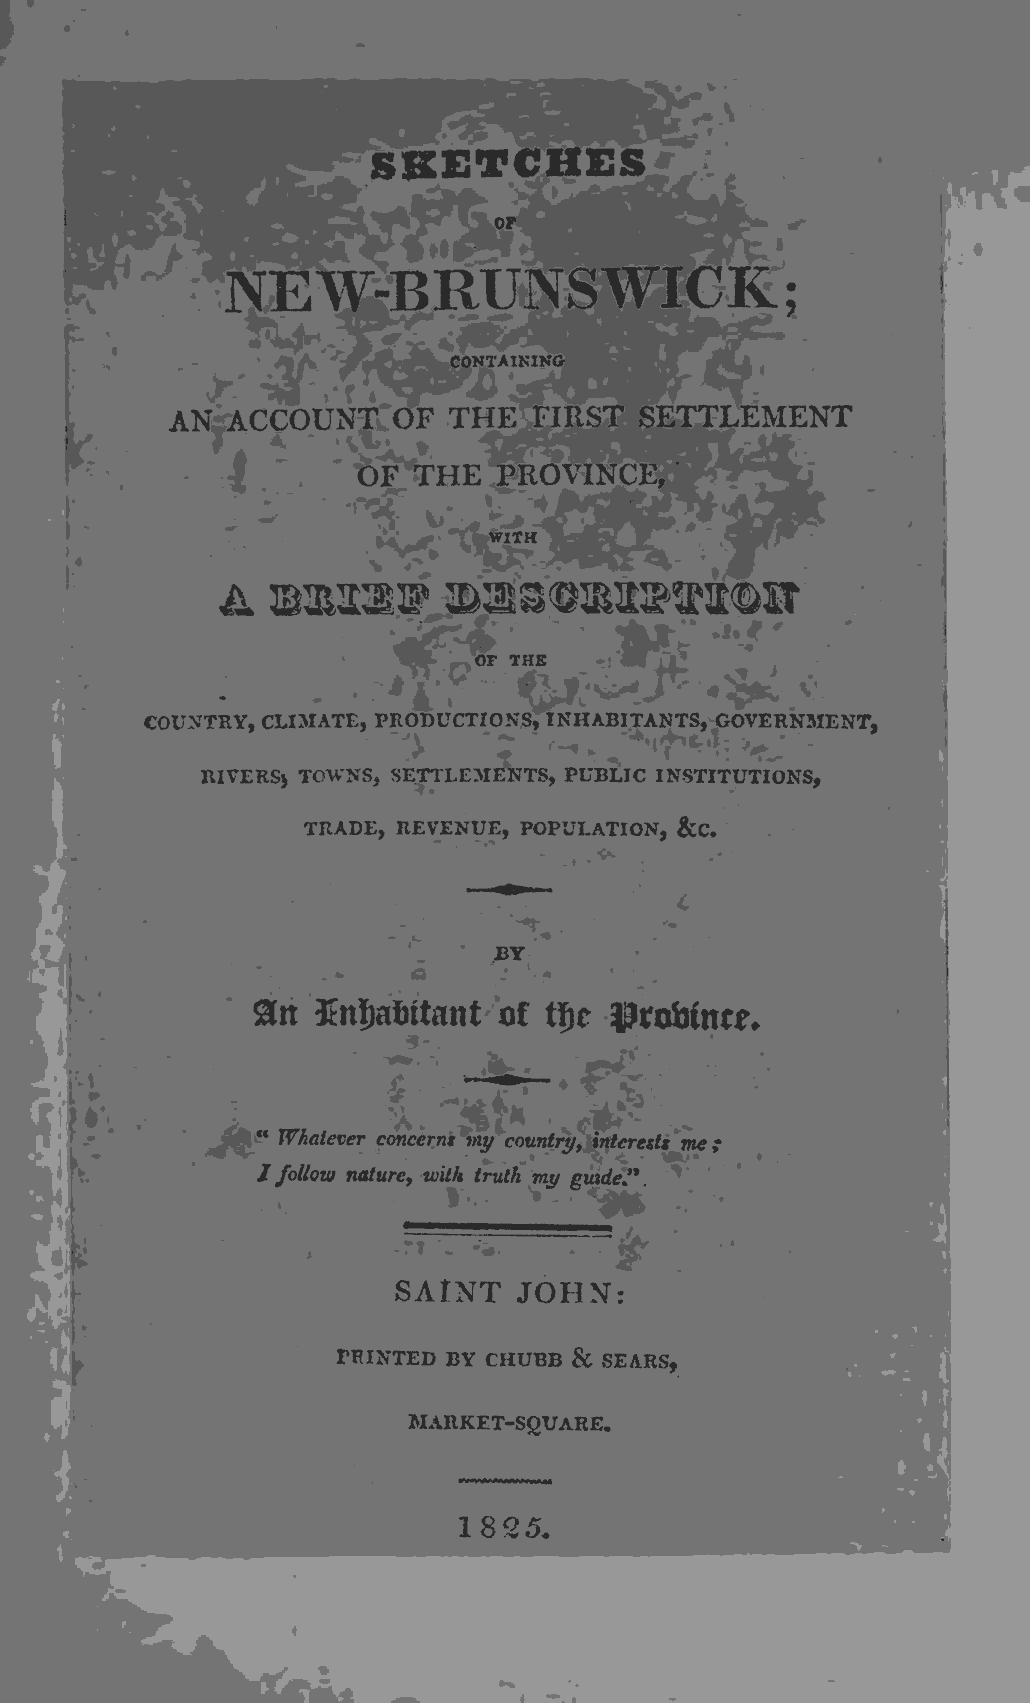 SKETCHES
OF
NEW-BRUNSWICK;
CONTAINING
AN ACCOUNT OF THE FIRST SETTLEMENT
OF THE PROVINCE,
WITH
A BRIEF DESCRIPTION
OF THE
COUNTRY, CLIMATE, PRODUCTIONS, INHABITANTS, GOVERNMENT,
RIVERS, TOWNS, SETTLEMENTS, PUBLIC INSTITUTIONS,
TRADE, REVENUE, POPULATION, &c.
BY
An Inhabitant of the Province.
"Whatever concerns my country, interests me;
I follow nature, with truth my guide."
SAINT JOHN:
PRINTED BY CHUBB & SEARS,
MARKET-SQUARE.
1825.